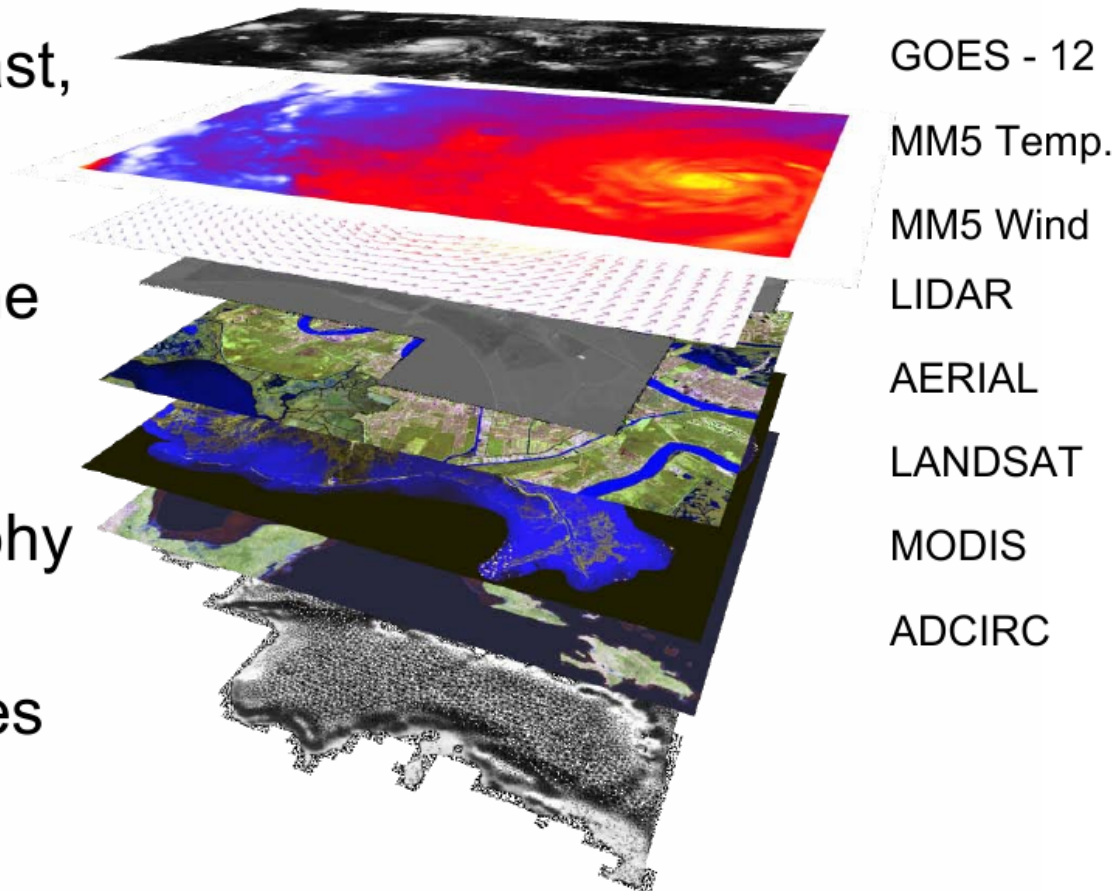 GOES - 12
MM5 Temp.
MM5 Wind
LIDAR
AERIAL
LANDSAT
MODIS
ADCIRC